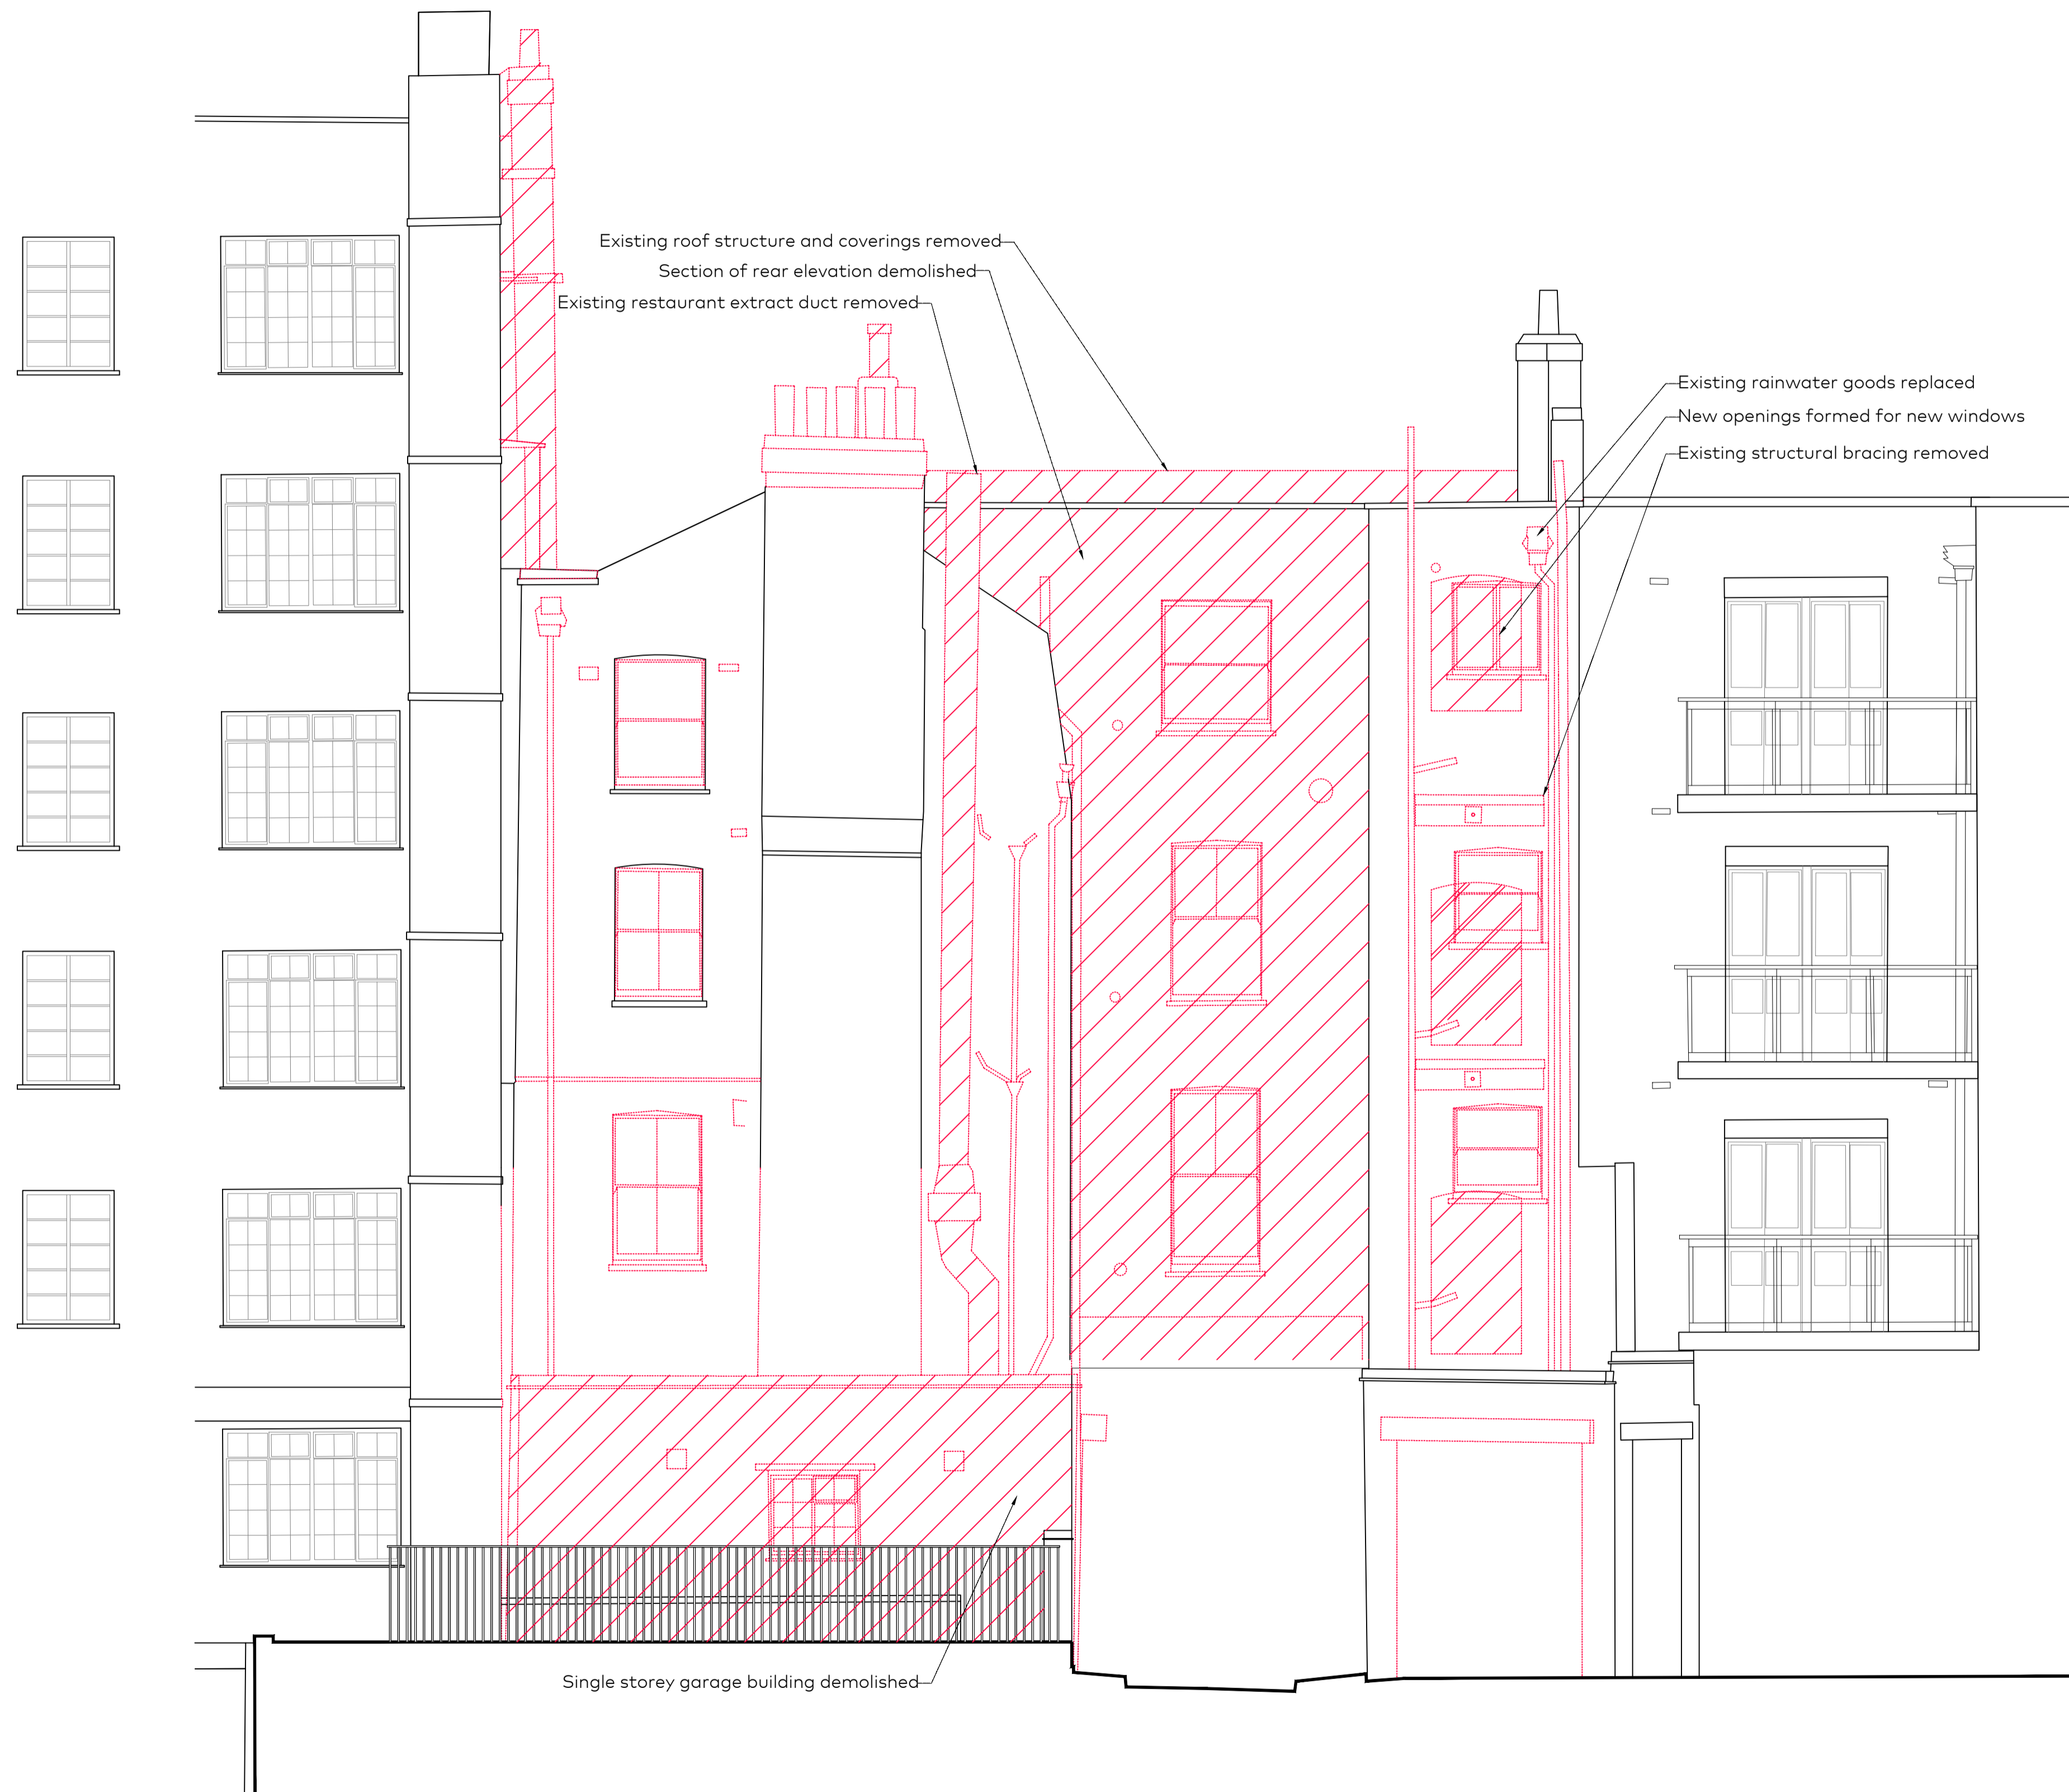 Existing roof structure and coverings removed
Section of rear elevation demolished
Existing restaurant extract duct removed
Existing rainwater goods replaced
New openings formed for new windows
Existing structural bracing removed
Single storey garage building demolished